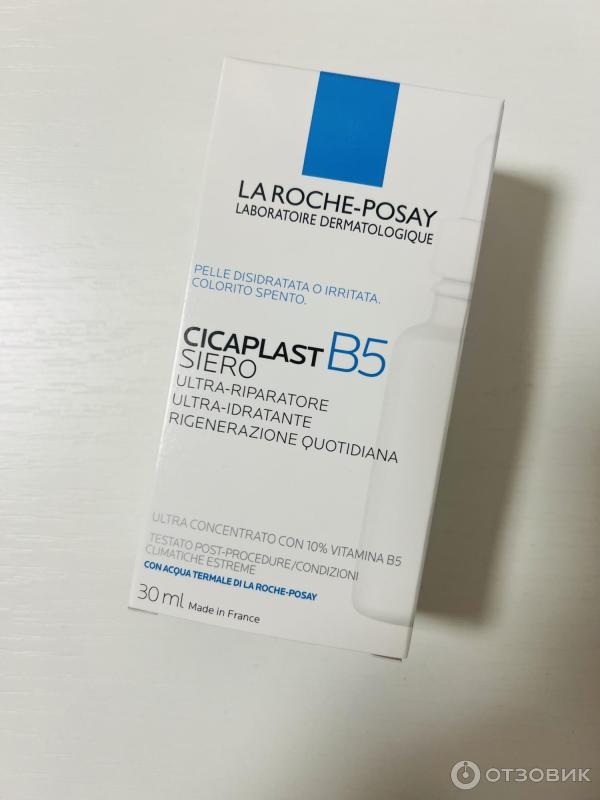 LA ROCHE-POSAY
LABORATOIRE DERMATOLOGIQUE
PELLE DISIDRATATA O IRRITATA.
COLORITO SPENTO.
CICAPLAST B5
SIERO
ULTRA-RIPARATORE
ULTRA-IDRATANTE
RIGENERAZIONE QUOTIDIANA
ULTRA CONCENTRATO CON 10% VITAMINA B5
TESTATO POST-PROCEDURE/CONDIZIONI
CLIMATICHE ESTREME
CON ACQUA TERMALE DI LA ROCHE-POSAY
30 ml Made in France
ОТЗОВИК